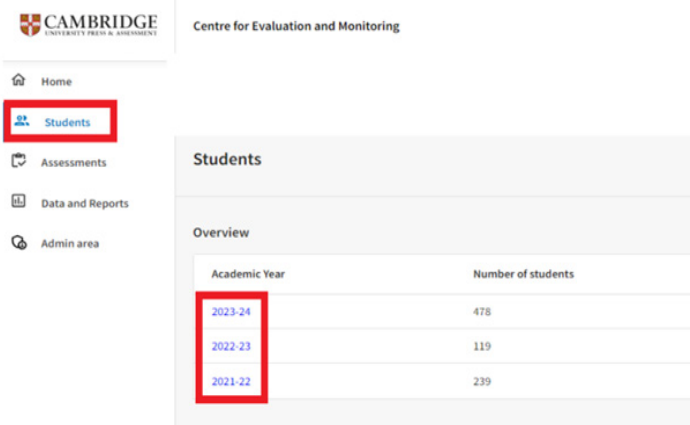 CAMBRIDGE
UNIVERSITY PRESS & ASSESSMENT
Centre for Evaluation and Monitoring
Home
Students
Assessments
Data and Reports
Admin area
Students
Overview
Academic Year Number of students
2023-24 478
2022-23 119
2021-22 239